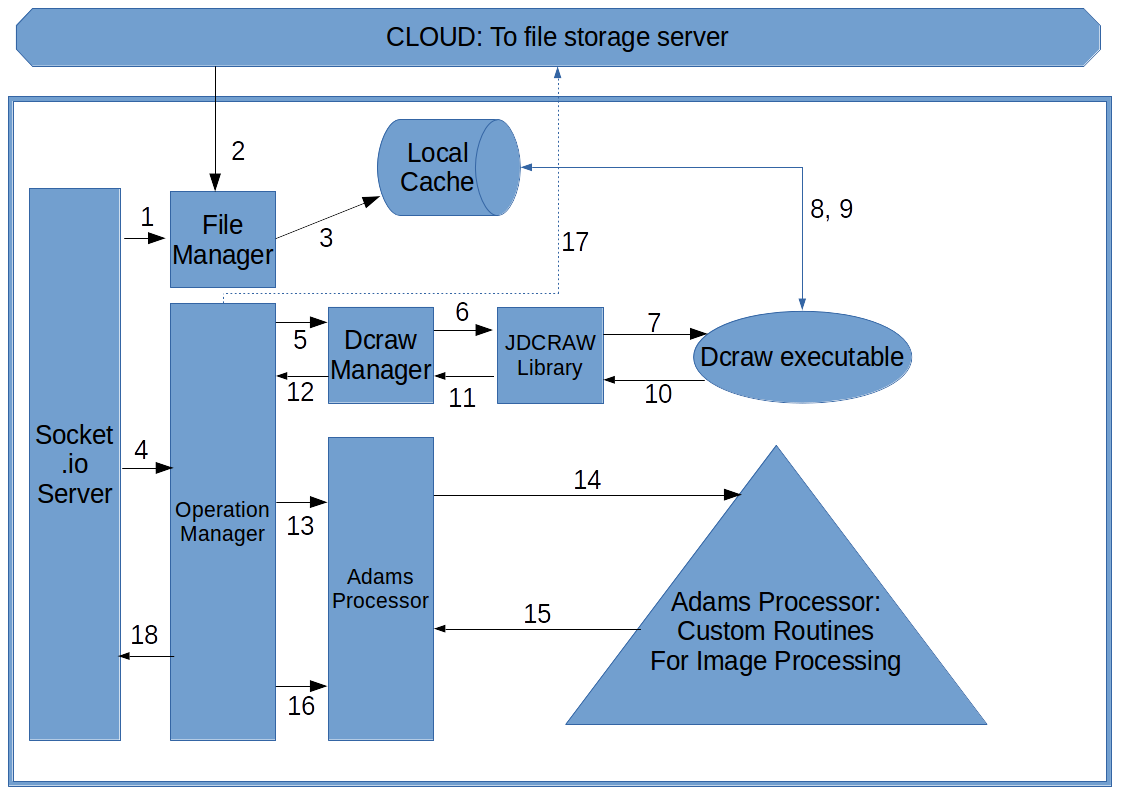 CLOUD: To file storage server
2
Local
Cache
8, 9
1
File
Manager
3
17
5
Dcraw
Manager
6
JDCRAW
Library
7
Dcraw executable
12
11
10
Socket
.io
Server
4
Operation
Manager
13
14
Adams
Processor
15
Adams Processor:
Custom Routines
For Image Processing
18
16